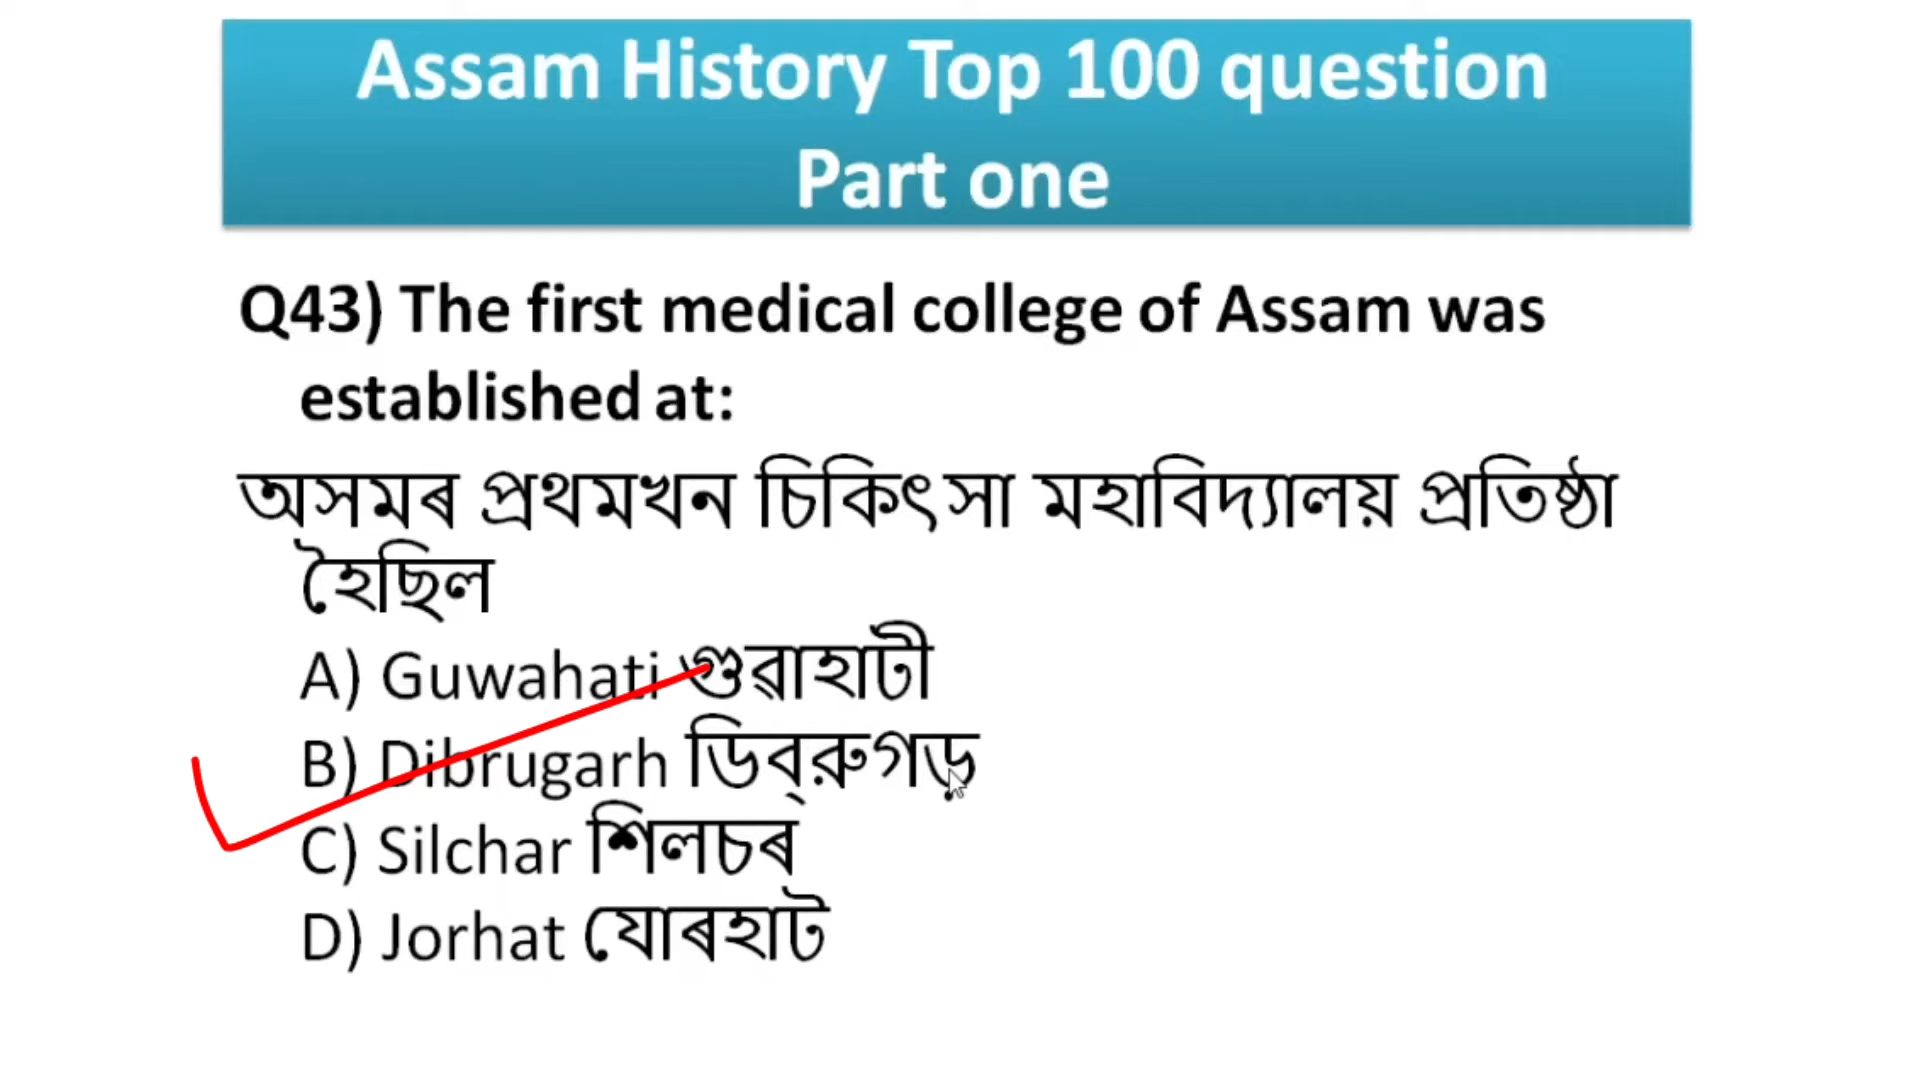 Assam History Top 100 question
Part one
Q43) The first medical college of Assam was
established at:
অসমৰ প্ৰথমখন চিকিৎসা মহাবিদ্যালয় প্ৰতিষ্ঠা
হৈছিল
A) Guwahati গুৱাহাটী
B) Dibrugarh ডিব্‌রুগড়
C) Silchar শিলচৰ
D) Jorhat যোৰহাট